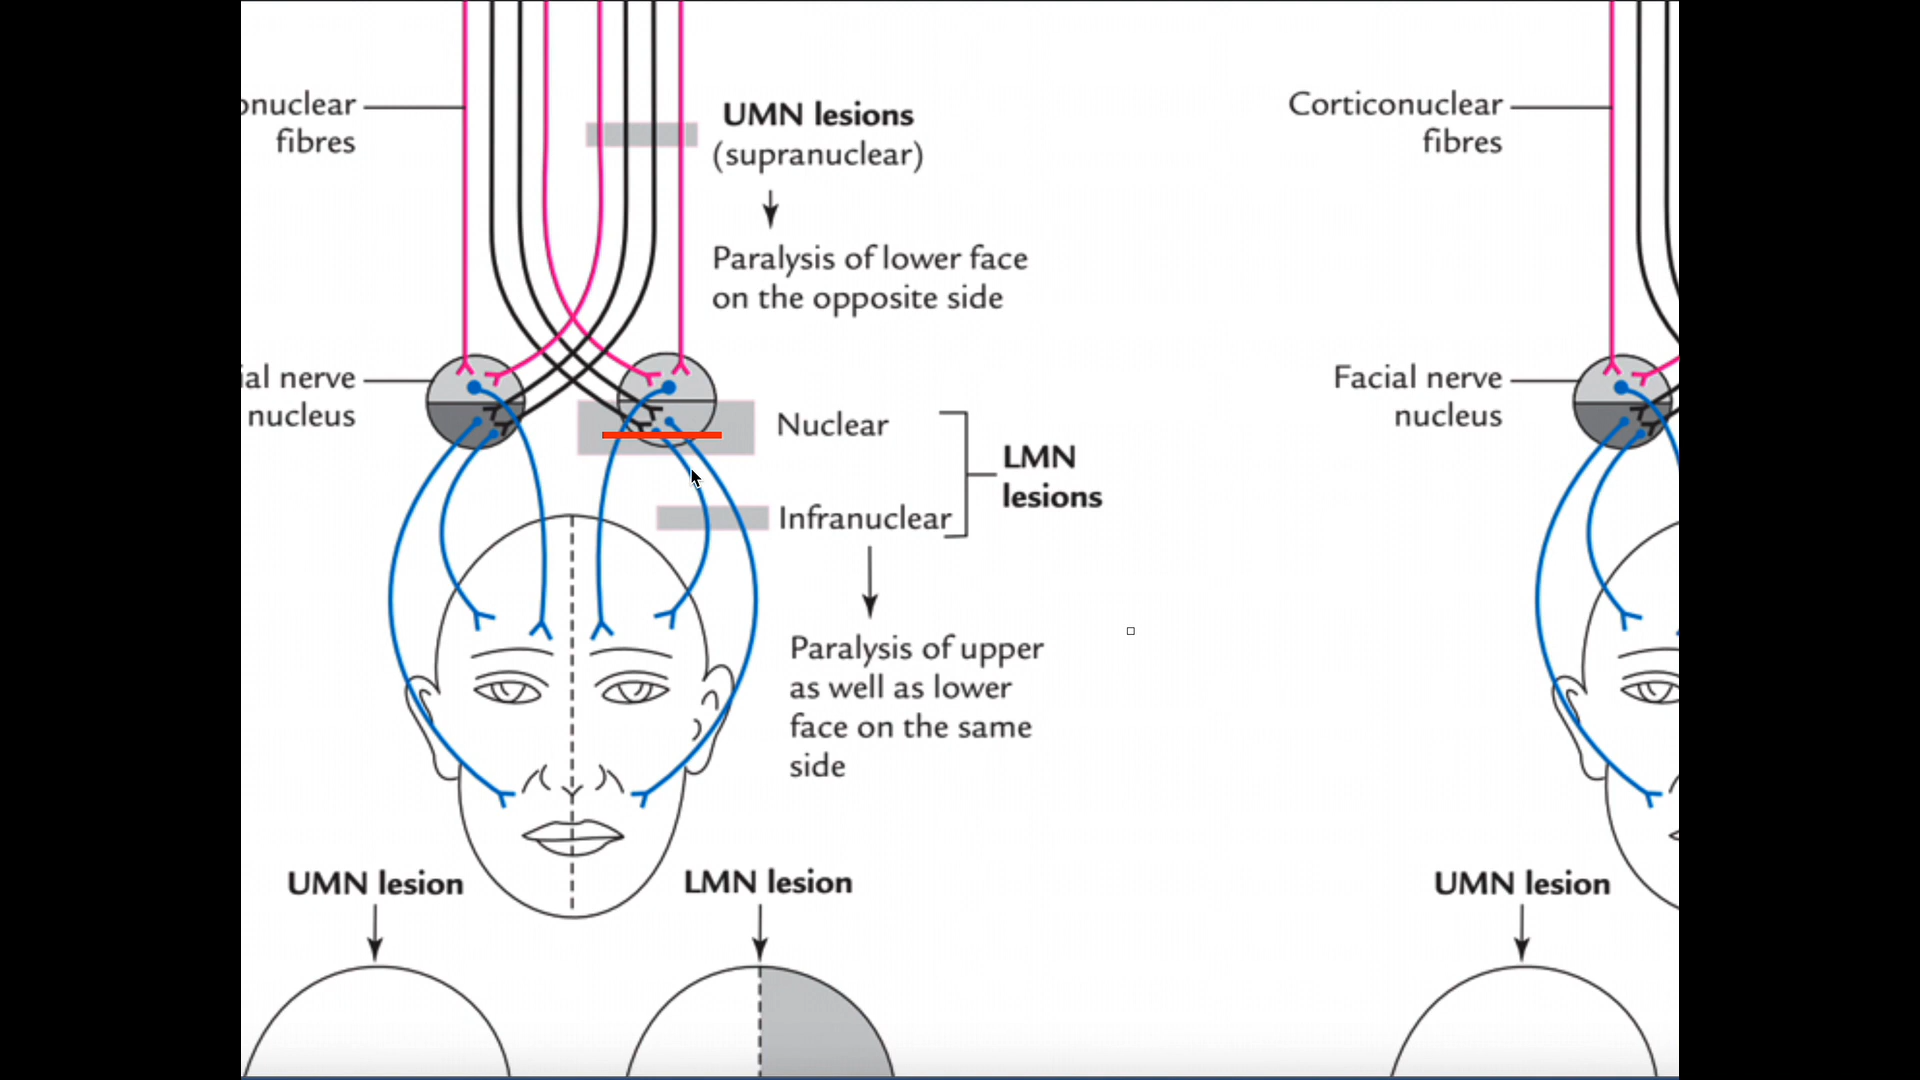 onuclear
fibres
UMN lesions
(supranuclear)
Paralysis of lower face
on the opposite side
ial nerve
nucleus
Nuclear
Infranuclear
LMN
lesions
Paralysis of upper
as well as lower
face on the same
side
UMN lesion
LMN lesion
Corticonuclear
fibres
Facial nerve
nucleus
UMN lesion